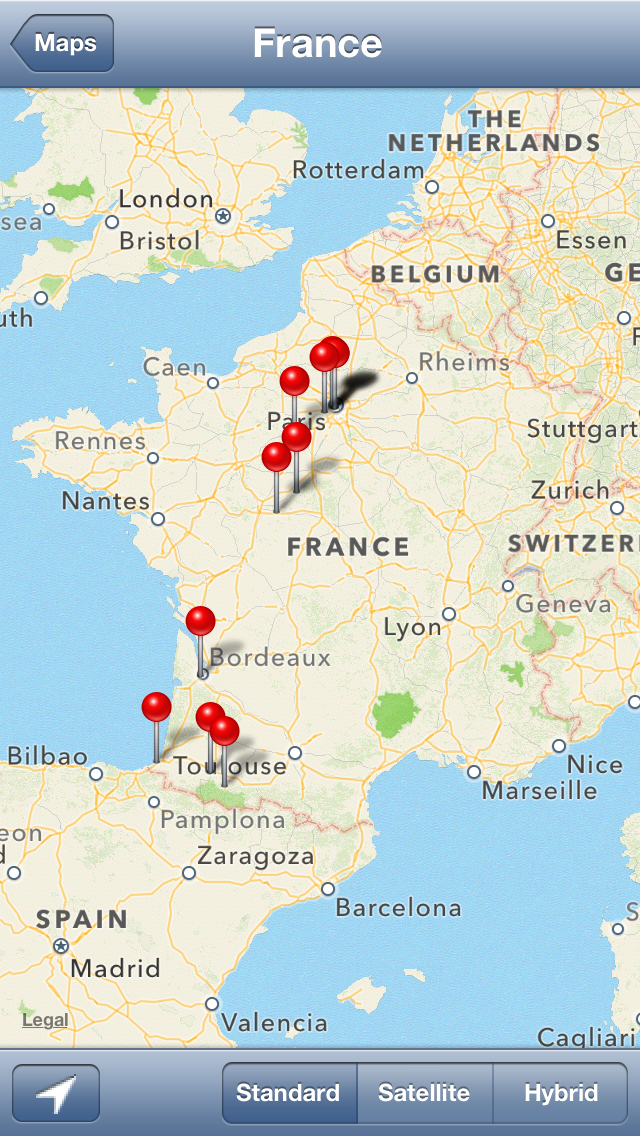 Maps
France
THE
NETHERLANDS
Rotterdam
London
sea
Bristol
Essen
BELGIUM
GE
uth
Caen
Rheims
Paris
Stuttgart
Rennes
Zurich
Nantes
FRANCE
SWITZERI
Geneva
Lyon
Bordeaux
Toulouse
Bilbao
Nice
Marseille
Pamplona
eon
Zaragoza
d
Barcelona
S
SPAIN
Madrid
Legal
Valencia
Cagliari
Standard
Satellite
Hybrid